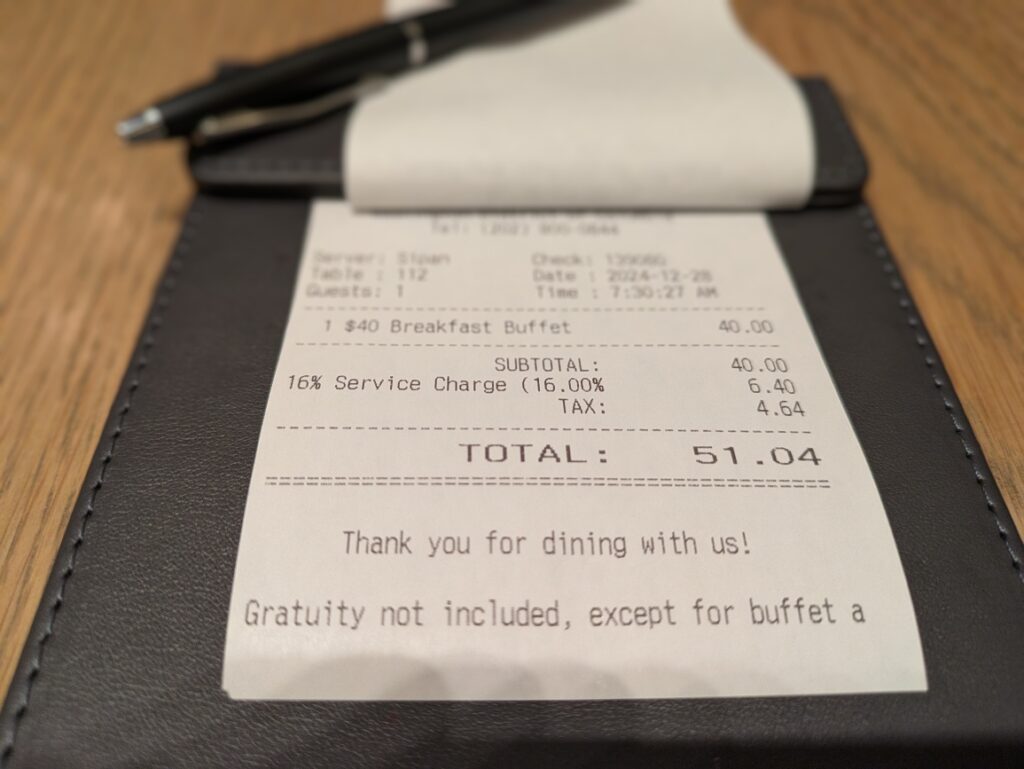 Tel: (202)
Server: Sipan Check:
Table : 112 Date : 2024-12-28
Guests: 1 Time : 7:30:27 AM
1 $40 Breakfast Buffet 40.00
SUBTOTAL: 40.00
16% Service Charge (16.00% 6.40
TAX: 4.64
TOTAL: 51.04
Thank you for dining with us!
Gratuity not included, except for buffet a